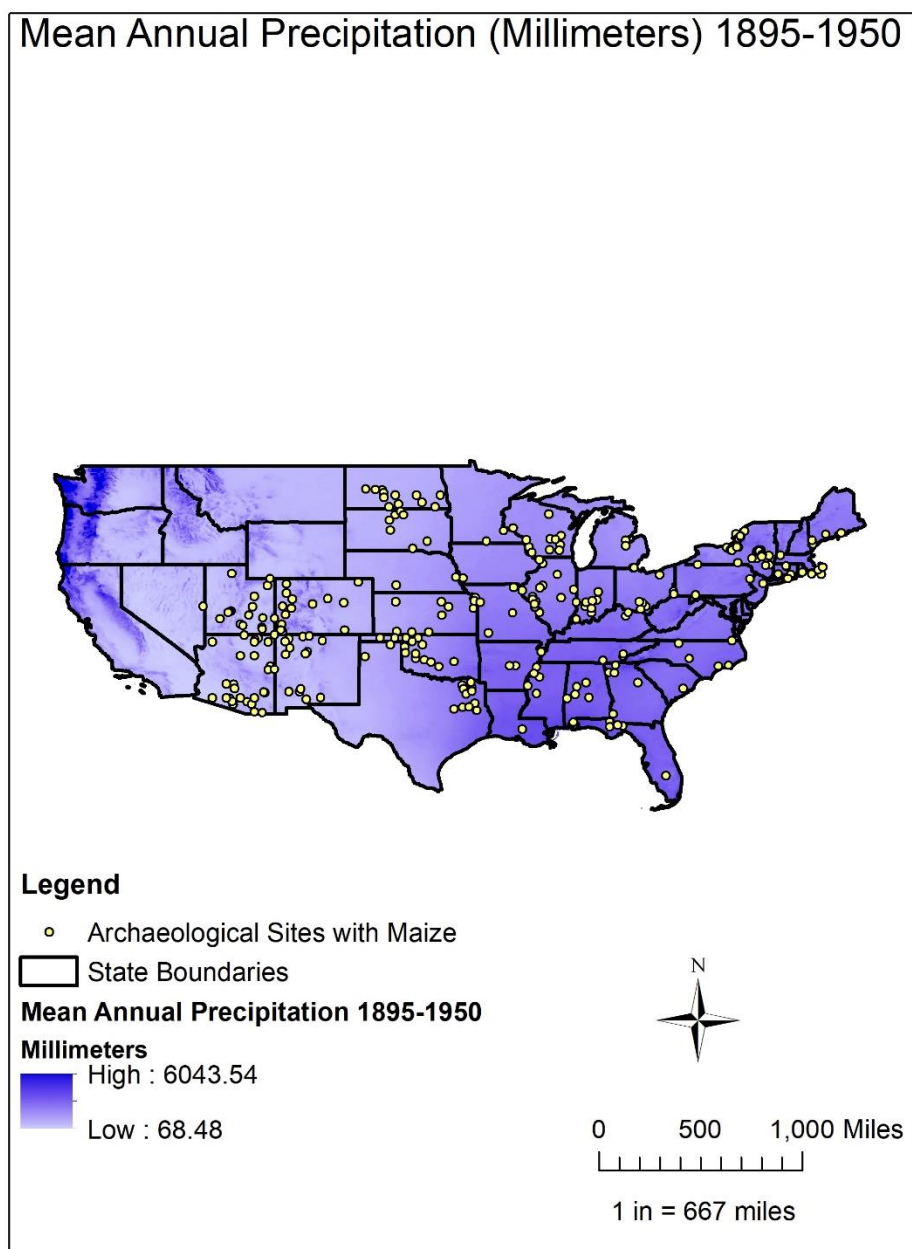 Mean Annual Precipitation (Millimeters) 1895-1950
Legend
Archaeological Sites with Maize
State Boundaries
Mean Annual Precipitation 1895-1950
Millimeters
High : 6043.54
Low : 68.48
N
0 500 1,000 Miles
1 in = 667 miles